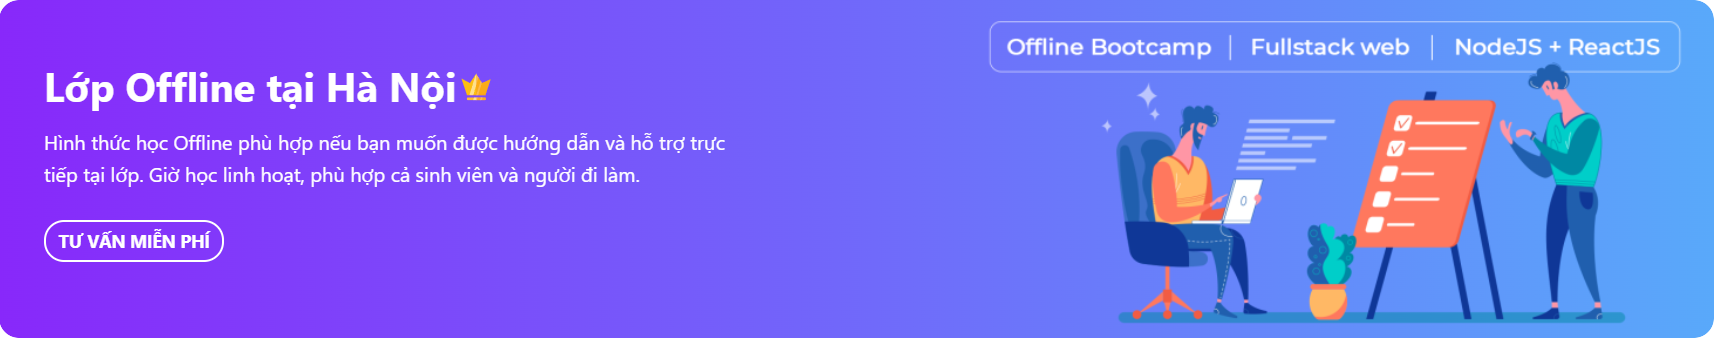 Lớp Offline tại Hà Nội
Hình thức học Offline phù hợp nếu bạn muốn được hướng dẫn và hỗ trợ trực
tiếp tại lớp. Giờ học linh hoạt, phù hợp cả sinh viên và người đi làm.
TƯ VẤN MIỄN PHÍ
Offline Bootcamp | Fullstack web | NodeJS + ReactJS
0